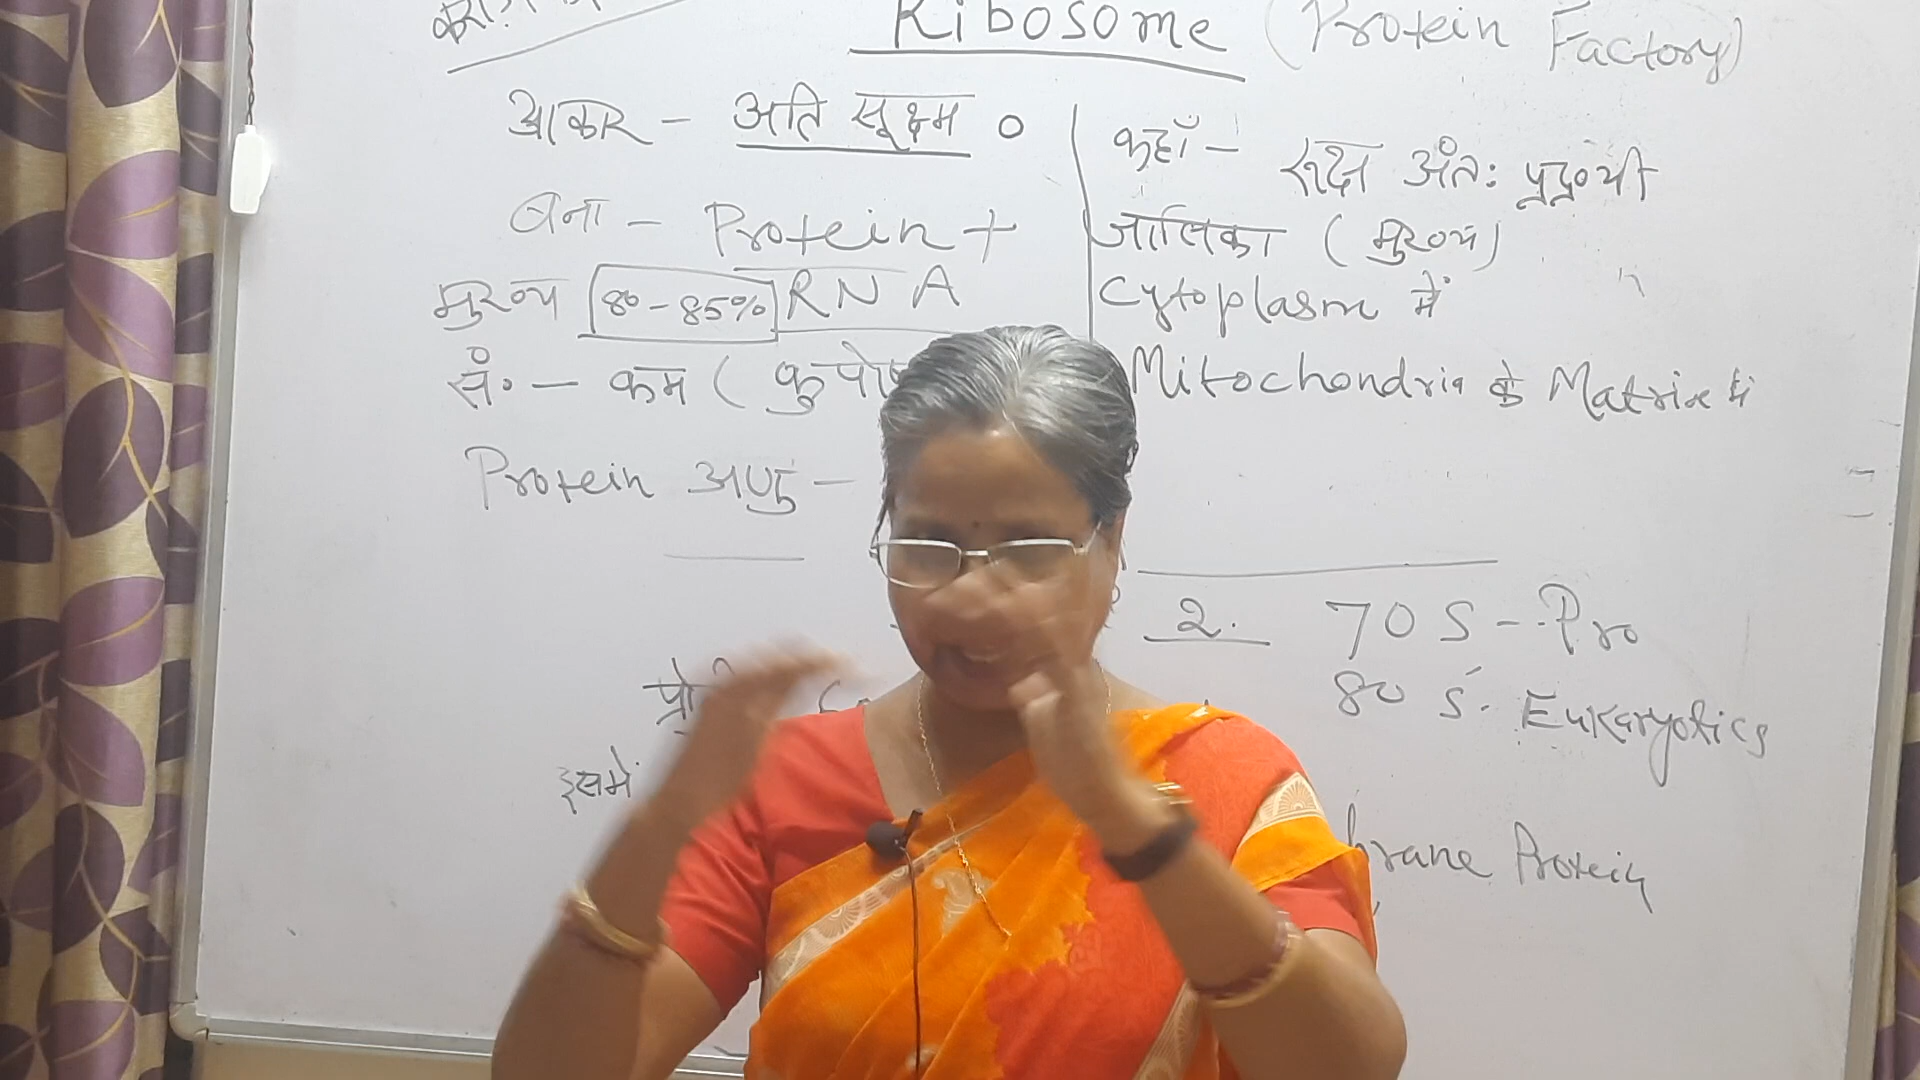 Ribosome (Protein Factory)
आकार - अति सूक्ष्म
बना - Protein +
मुख्य 80-85% RNA
सं० - कम (
Protein अणु -
कहाँ - रूक्ष अंत: प्रद्रव्यी
जालिका (मुख्य)
Cytoplasm में
Mitochondria के Matrix में
2. 70 S - Pro
80 S. Eukaryotics
इसमें
brane Protein